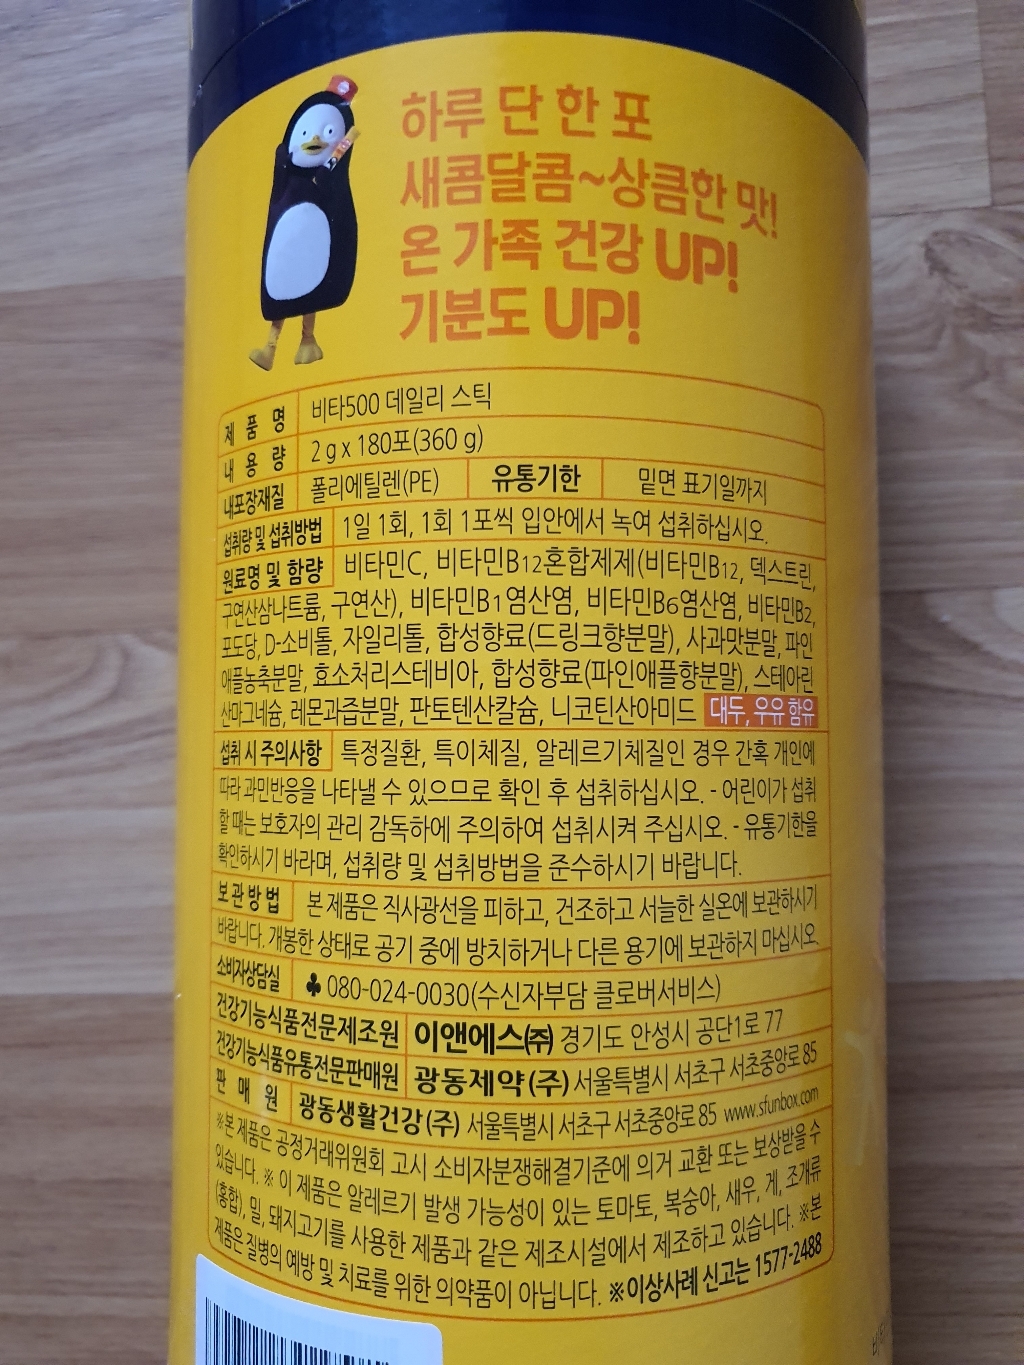 하루 단 한 포
새콤달콤~상큼한 맛!
온 가족 건강 UP!
기분도 UP!
제 품 명 비타500 데일리 스틱
내 용 량 2 g x 180포(360 g)
내포장재질 폴리에틸렌(PE) 유통기한 밑면 표기일까지
섭취량 및 섭취방법 1일 1회, 1회 1포씩 입안에서 녹여 섭취하십시오.
원료명 및 함량 비타민C, 비타민B12혼합제제(비타민B12, 덱스트린,
구연산삼나트륨, 구연산), 비타민B1염산염, 비타민B6염산염, 비타민B2,
포도당, D-소비톨, 자일리톨, 합성향료(드링크향분말), 사과맛분말, 파인
애플농축분말, 효소처리스테비아, 합성향료(파인애플향분말), 스테아린
산마그네슘, 레몬과즙분말, 판토텐산칼슘, 니코틴산아미드 대두, 우유 함유
섭취 시 주의사항 특정질환, 특이체질, 알레르기체질인 경우 간혹 개인에
따라 과민반응을 나타낼 수 있으므로 확인 후 섭취하십시오. - 어린이가 섭취
할 때는 보호자의 관리 감독하에 주의하여 섭취시켜 주십시오. - 유통기한을
확인하시기 바라며, 섭취량 및 섭취방법을 준수하시기 바랍니다.
보 관 방 법 본 제품은 직사광선을 피하고, 건조하고 서늘한 실온에 보관하시기
바랍니다. 개봉한 상태로 공기 중에 방치하거나 다른 용기에 보관하지 마십시오.
소비자상담실 ♣ 080-024-0030(수신자부담 클로버서비스)
건강기능식품전문제조원 이앤에스(주) 경기도 안성시 공단1로 77
건강기능식품유통전문판매원 광동제약(주) 서울특별시 서초구 서초중앙로 85
판 매 원 광동생활건강(주) 서울특별시 서초구 서초중앙로 85 www.sfunbox.com
※본 제품은 공정거래위원회 고시 소비자분쟁해결기준에 의거 교환 또는 보상받을 수
있습니다. ※ 이 제품은 알레르기 발생 가능성이 있는 토마토, 복숭아, 새우, 게, 조개류
(홍합), 밀, 돼지고기를 사용한 제품과 같은 제조시설에서 제조하고 있습니다. ※본
제품은 질병의 예방 및 치료를 위한 의약품이 아닙니다. ※이상사례 신고는 1577-2488